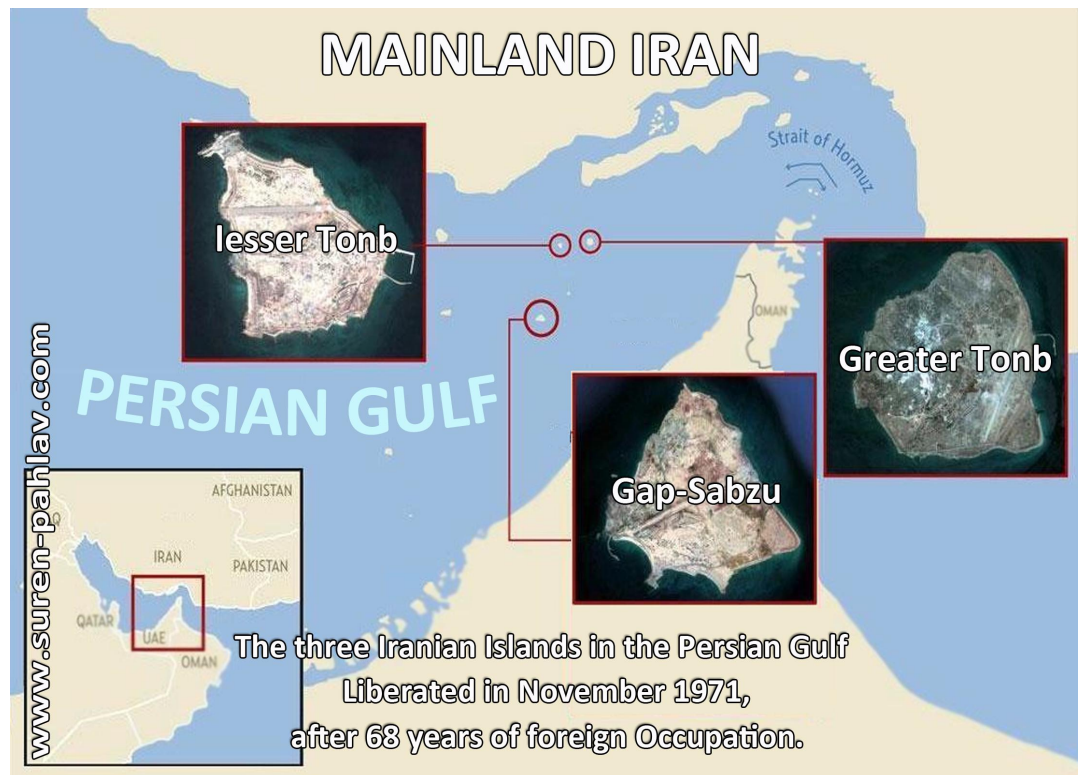 MAINLAND IRAN
Strait of Hormuz
lesser Tonb
Greater Tonb
OMAN
PERSIAN GULF
Gap-Sabzu
www.suren-pahlav.com
AFGHANISTAN
IRAN
PAKISTAN
QATAR
UAE
OMAN
The three Iranian Islands in the Persian Gulf
Liberated in November 1971,
after 68 years of foreign Occupation.